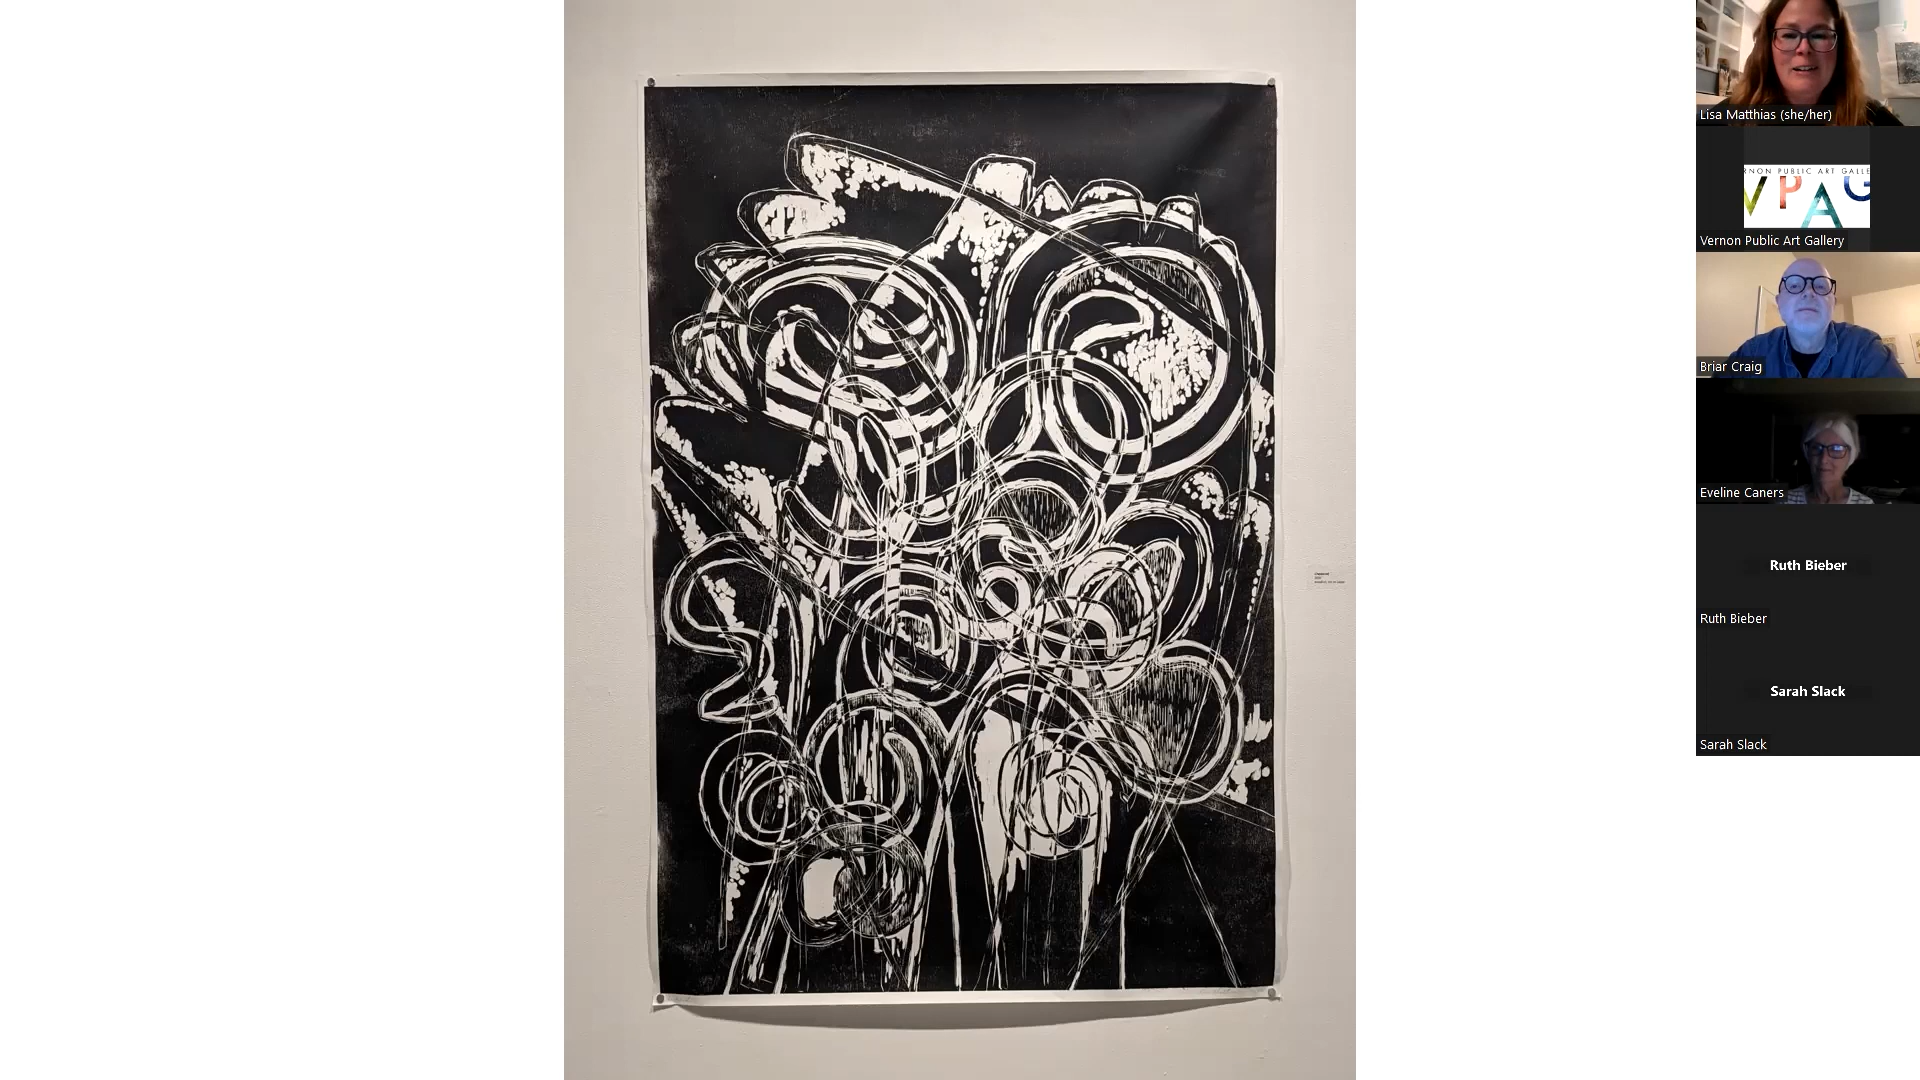 Lisa Matthias (she/her)
VERNON PUBLIC ART GALLE
VPAG
Vernon Public Art Gallery
Briar Craig
Eveline Caners
Ruth Bieber
Ruth Bieber
Sarah Slack
Sarah Slack